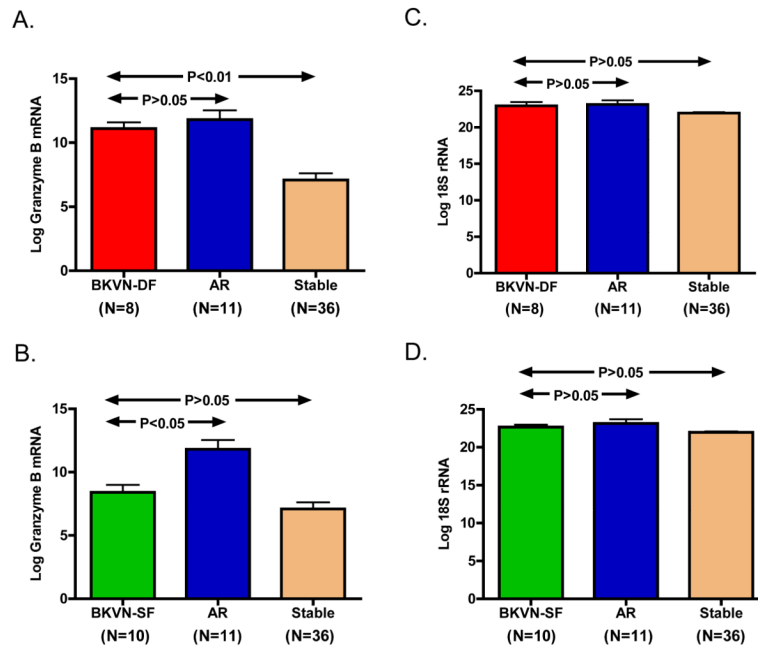 A.
P<0.01
P>0.05
Log Granzyme B mRNA
15
10
5
0
BKVN-DF AR Stable
(N=8) (N=11) (N=36)
B.
P>0.05
P<0.05
Log Granzyme B mRNA
15
10
5
0
BKVN-SF AR Stable
(N=10) (N=11) (N=36)
C.
P>0.05
P>0.05
Log 18S rRNA
25
20
15
10
5
0
BKVN-DF AR Stable
(N=8) (N=11) (N=36)
D.
P>0.05
P>0.05
Log 18S rRNA
25
20
15
10
5
0
BKVN-SF AR Stable
(N=10) (N=11) (N=36)